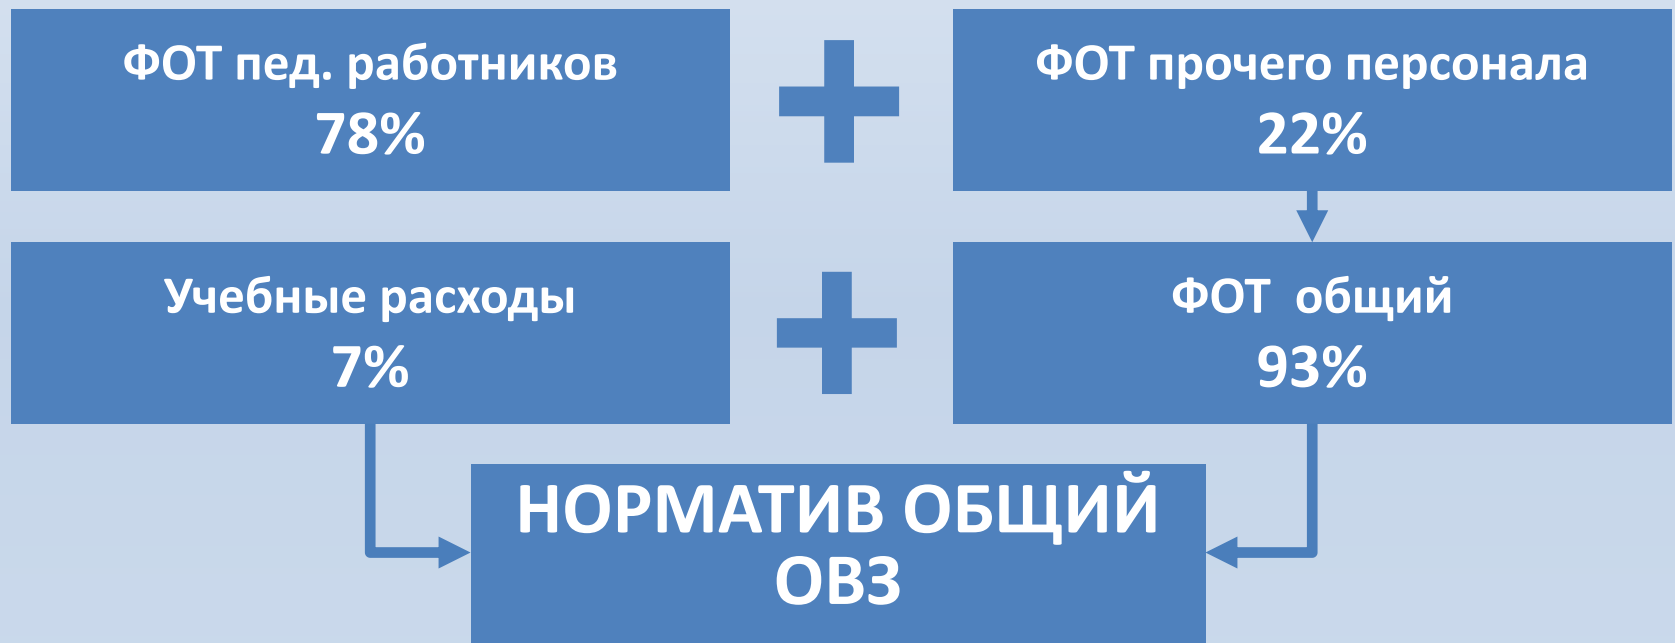 ФОТ пед. работников
78%
ФОТ прочего персонала
22%
Учебные расходы
7%
ФОТ общий
93%
НОРМАТИВ ОБЩИЙ
ОВЗ